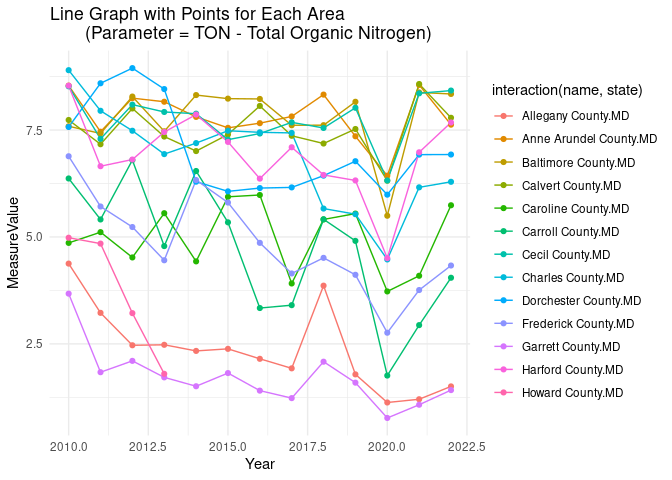 Line Graph with Points for Each Area
(Parameter = TON - Total Organic Nitrogen)
MeasureValue
7.5
5.0
2.5
2010.0 2012.5 2015.0 2017.5 2020.0 2022.5
Year
interaction(name, state)
Allegany County.MD
Anne Arundel County.MD
Baltimore County.MD
Calvert County.MD
Caroline County.MD
Carroll County.MD
Cecil County.MD
Charles County.MD
Dorchester County.MD
Frederick County.MD
Garrett County.MD
Harford County.MD
Howard County.MD